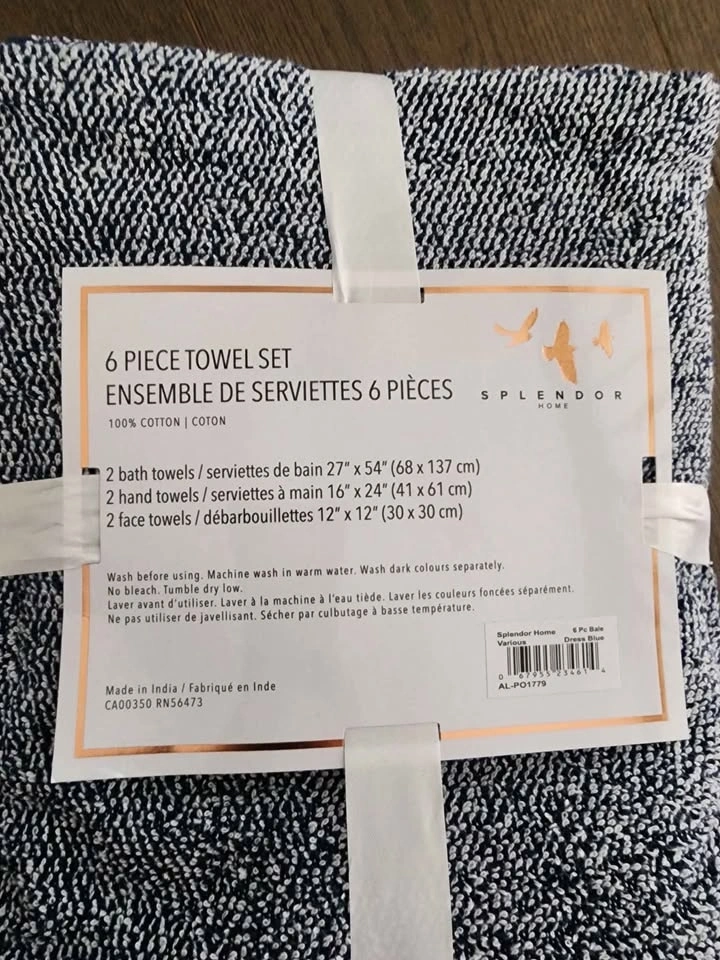 6 PIECE TOWEL SET
ENSEMBLE DE SERVIETTES 6 PIÈCES
100% COTTON | COTON
SPLENDOR
HOME
2 bath towels / serviettes de bain 27" x 54" (68 x 137 cm)
2 hand towels / serviettes à main 16" x 24" (41 x 61 cm)
2 face towels / débarbouillettes 12" x 12" (30 x 30 cm)
Wash before using. Machine wash in warm water. Wash dark colours separately.
No bleach. Tumble dry low.
Laver avant d'utiliser. Laver à la machine à l'eau tiède. Laver les couleurs foncées séparément.
Ne pas utiliser de javellisant. Sécher par culbutage à basse température.
Splendor Home 6 Pc Bale
Various Dress Blue
0 67955 23461 4
AL-PO1779
Made in India / Fabriqué en Inde
CA00350 RN56473